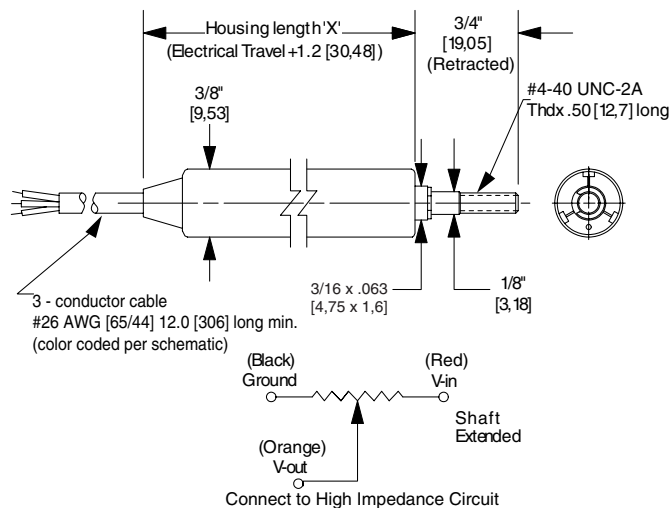 Housing length 'X'
(Electrical Travel +1.2 [30,48])
3/4"
[19,05]
(Retracted)
3/8"
[9,53]
#4-40 UNC-2A
Thdx .50 [12,7] long
3/16 x .063
[4,75 x 1,6]
1/8"
[3,18]
3 - conductor cable
#26 AWG [65/44] 12.0 [306] long min.
(color coded per schematic)
(Black)
Ground
(Red)
V-in
Shaft
Extended
(Orange)
V-out
Connect to High Impedance Circuit